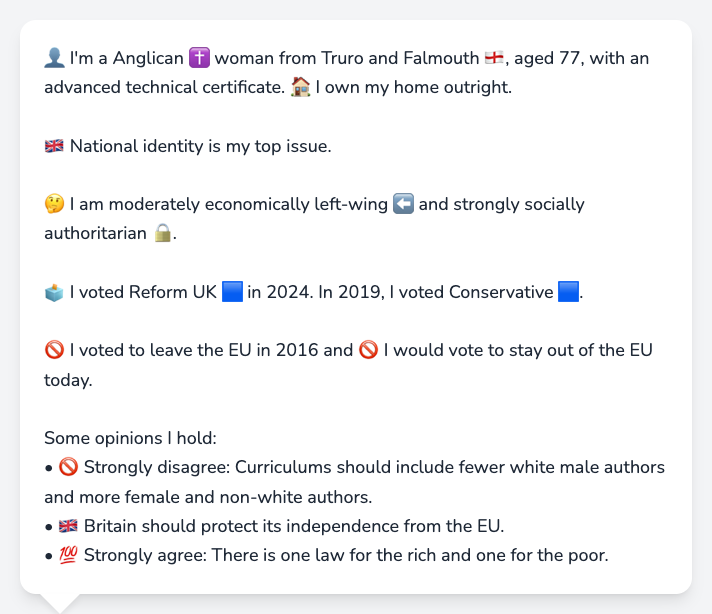 👤 I'm a Anglican ✝️ woman from Truro and Falmouth 🏴󠁧󠁢󠁥󠁮󠁧󠁿, aged 77, with an
advanced technical certificate. 🏠 I own my home outright.
🇬🇧 National identity is my top issue.
🤔 I am moderately economically left-wing ⬅️ and strongly socially
authoritarian 🔒.
🗳️ I voted Reform UK 🟦 in 2024. In 2019, I voted Conservative 🟦.
🚫 I voted to leave the EU in 2016 and 🚫 I would vote to stay out of the EU
today.
Some opinions I hold:
• 🚫 Strongly disagree: Curriculums should include fewer white male authors
and more female and non-white authors.
• 🇬🇧 Britain should protect its independence from the EU.
• 💯 Strongly agree: There is one law for the rich and one for the poor.